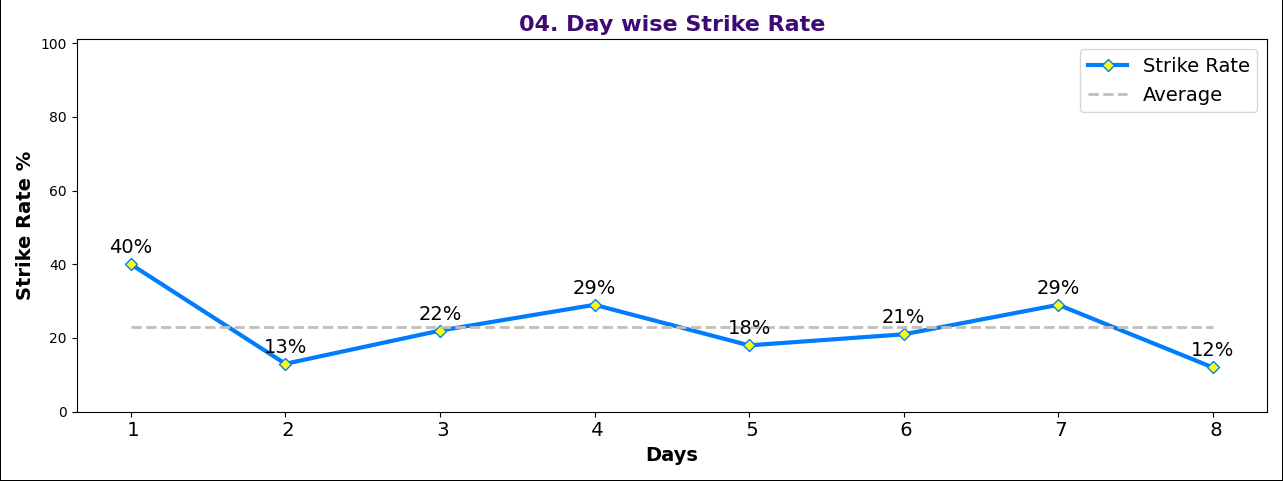 04. Day wise Strike Rate
Strike Rate %
100
80
60
40
20
0
Strike Rate
Average
40%
13%
22%
29%
18%
21%
29%
12%
1 2 3 4 5 6 7 8
Days